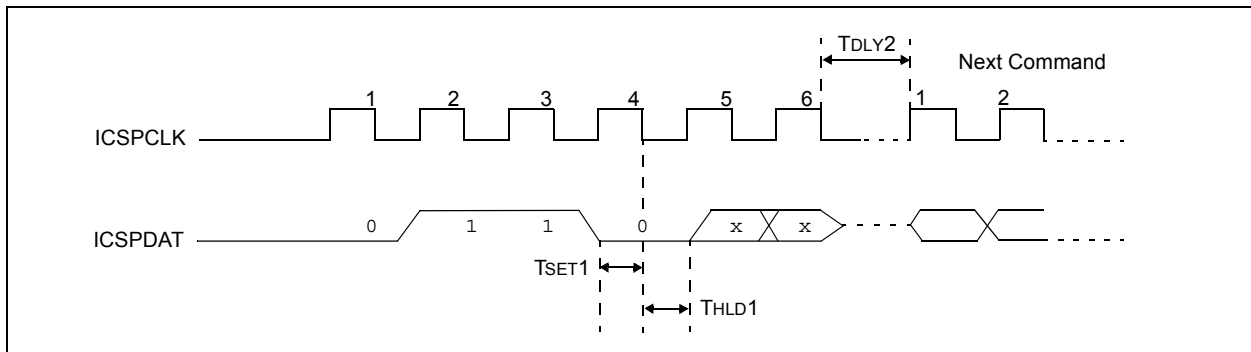 TDLY2
Next Command
1 2 3 4 5 6 1 2
ICSPCLK
0 1 1 0 x x
ICSPDAT
TSET1
THLD1